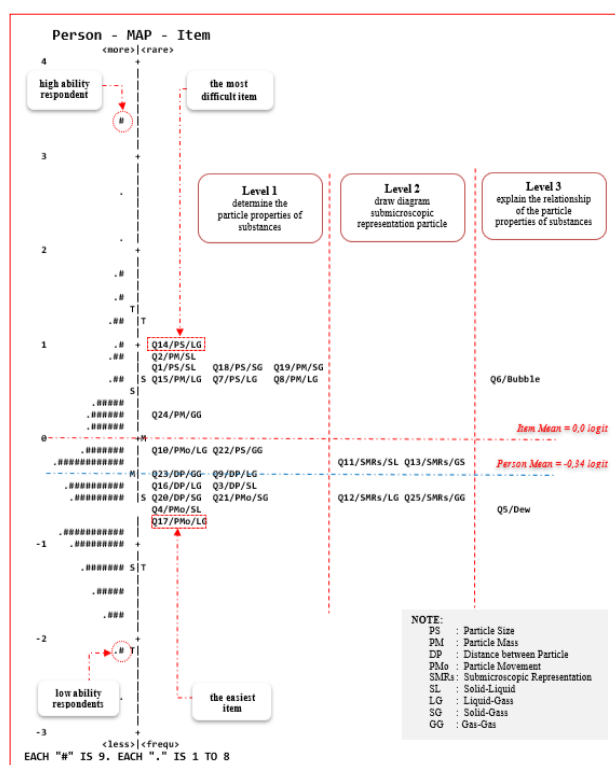 Person - MAP - Item
<more>|<rare>
4
high ability respondent
the most difficult item
3
Level 1
determine the particle properties of substances
Level 2
draw diagram submicroscopic representation particle
Level 3
explain the relationship of the particle properties of substances
#
.
2
.
.#
.#
T
.## T
1 .# + Q14/PS/LG
.## Q2/PM/SL
Q1/PS/SL Q18/PS/SG Q19/PM/SG
.## S Q15/PM/LG Q7/PS/LG Q8/PM/LG Q6/Bubble
S
.#####
.###### Q24/PM/GG
.#####
0 +M Item Mean = 0,0 logit
.####### Q10/PMo/LG Q22/PS/GG
.########### Q11/SMRs/SL Q13/SMRs/GS
M Q23/DP/GG Q9/DP/LG Person Mean = -0,34 logit
.######### Q16/DP/LG Q3/DP/SL
.######## S Q20/DP/SG Q21/PMo/SG Q12/SMRs/LG Q25/SMRs/GG
Q4/PMo/SL Q5/Dew
Q17/PMo/LG
.###########
-1 .######### +
.####### S T
.#####
.###
-2
.# T
low ability respondents
.
the easiest item
-3
<less>|<frequ>
EACH "#" IS 9. EACH "." IS 1 TO 8
NOTE:
PS : Particle Size
PM : Particle Mass
DP : Distance between Particle
PMo : Particle Movement
SMRs: Submicroscopic Representation
SL : Solid-Liquid
LG : Liquid-Gass
SG : Solid-Gass
GG : Gas-Gas